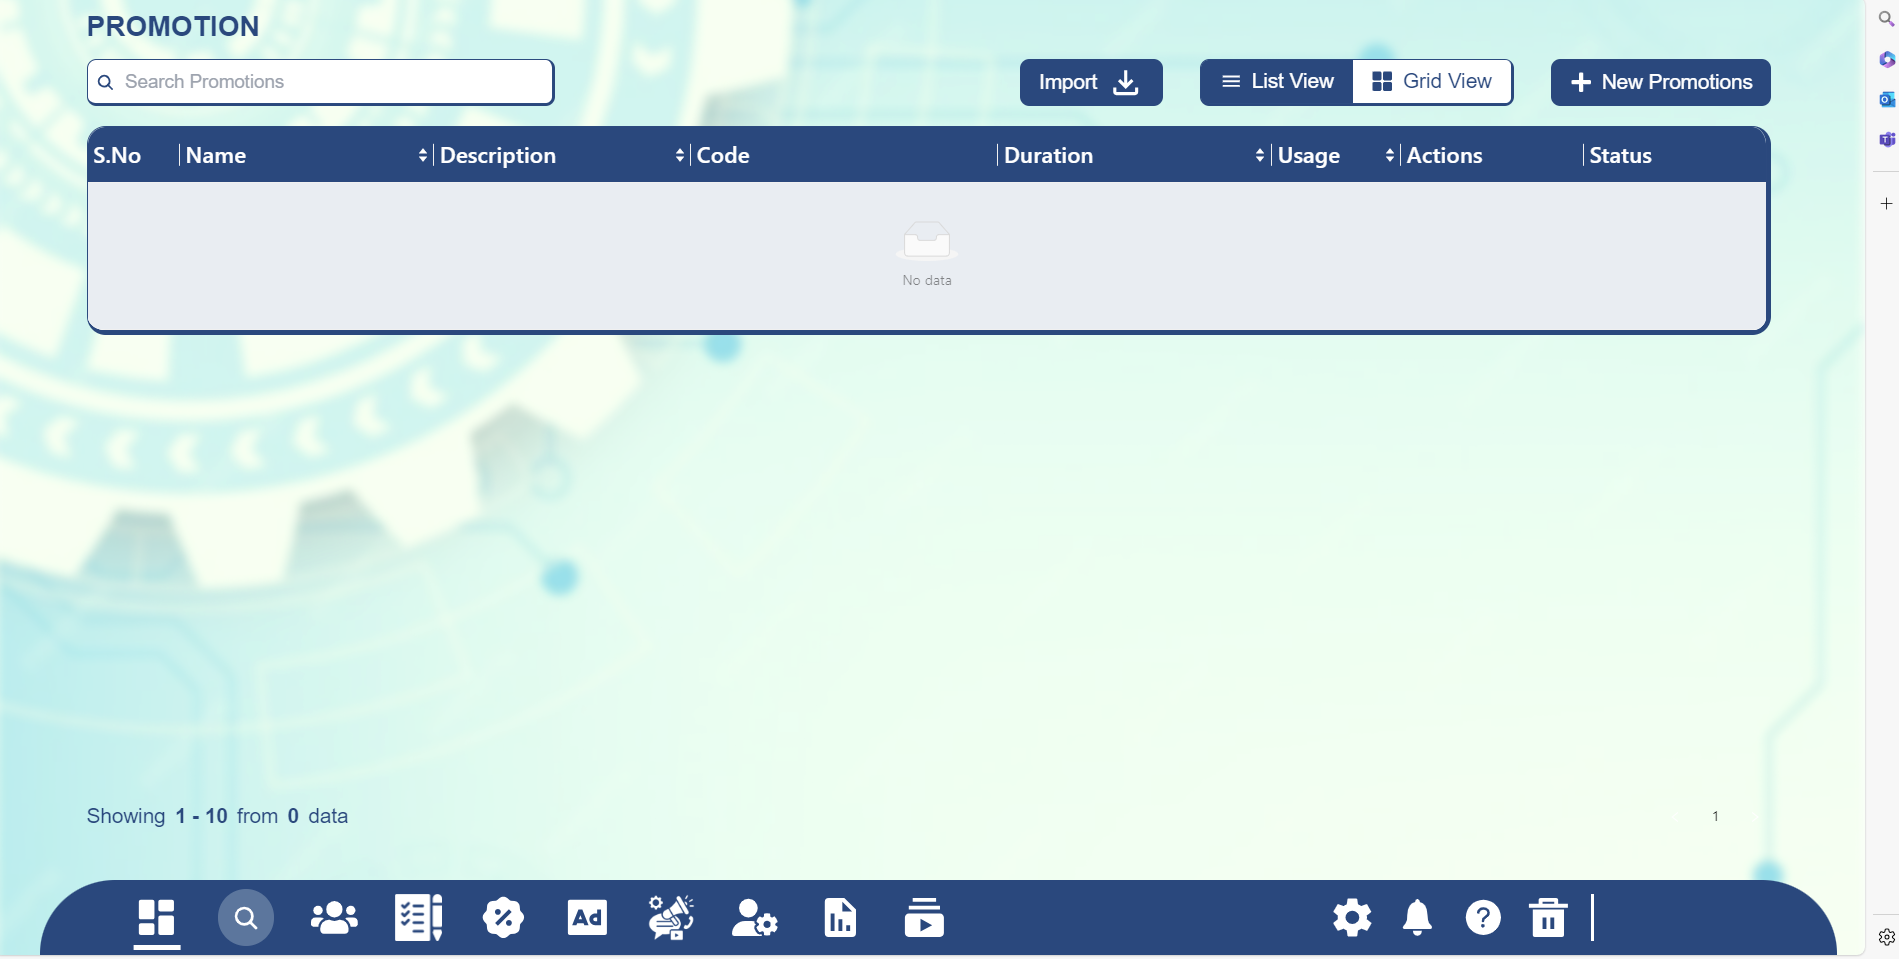 PROMOTION
Search Promotions
Import
List View
Grid View
New Promotions
S.No
Name
Description
Code
Duration
Usage
Actions
Status
No data
Showing 1 - 10 from 0 data
1
Ad